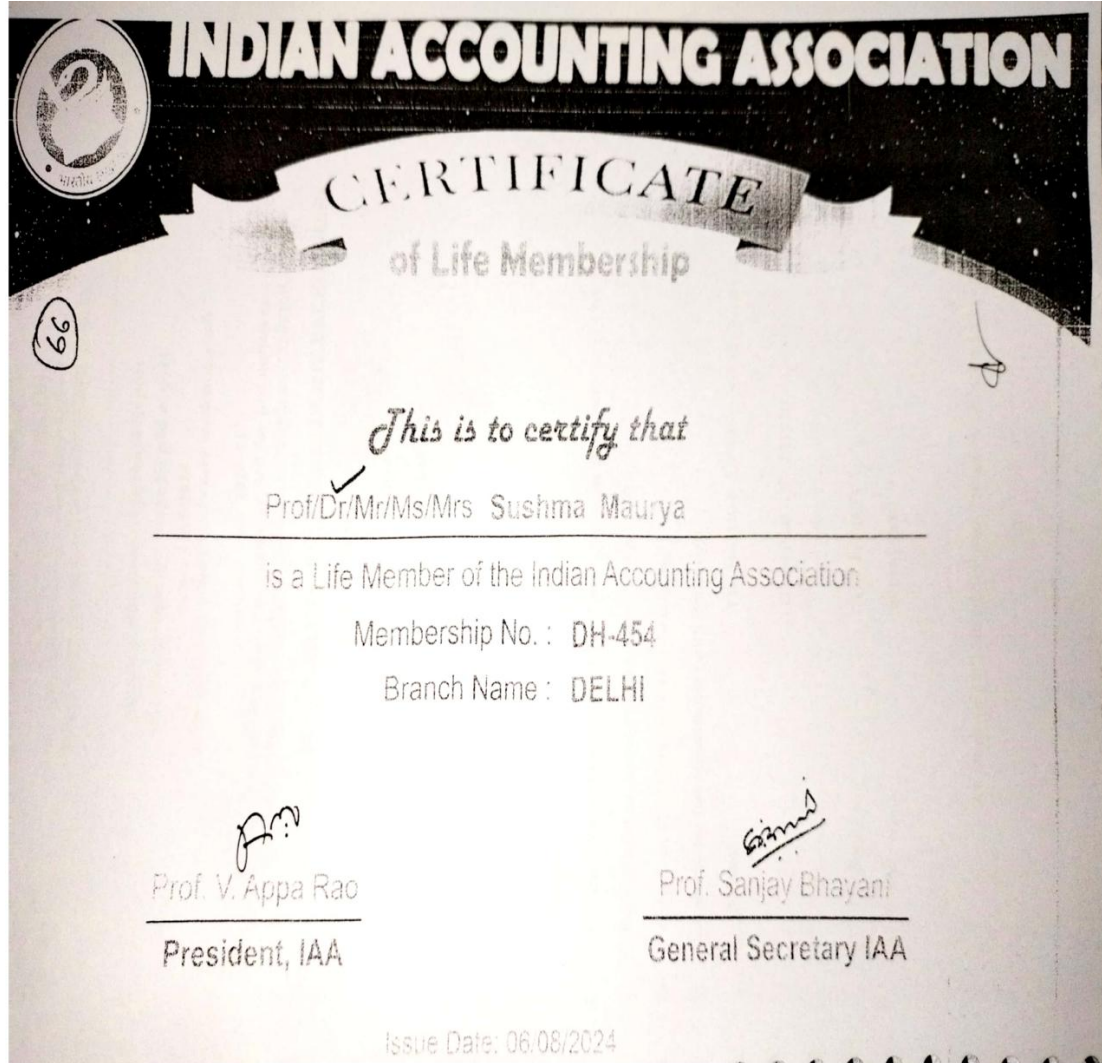 INDIAN ACCOUNTING ASSOCIATION
CERTIFICATE
of Life Membership
66
This is to certify that
Prof/Dr/Mr/Ms/Mrs Sushma Maurya
is a Life Member of the Indian Accounting Association
Membership No. : DH-454
Branch Name : DELHI
Prof. V. Appa Rao
Prof. Sanjay Bhayani
President, IAA
General Secretary IAA
Issue Date: 06/08/2024